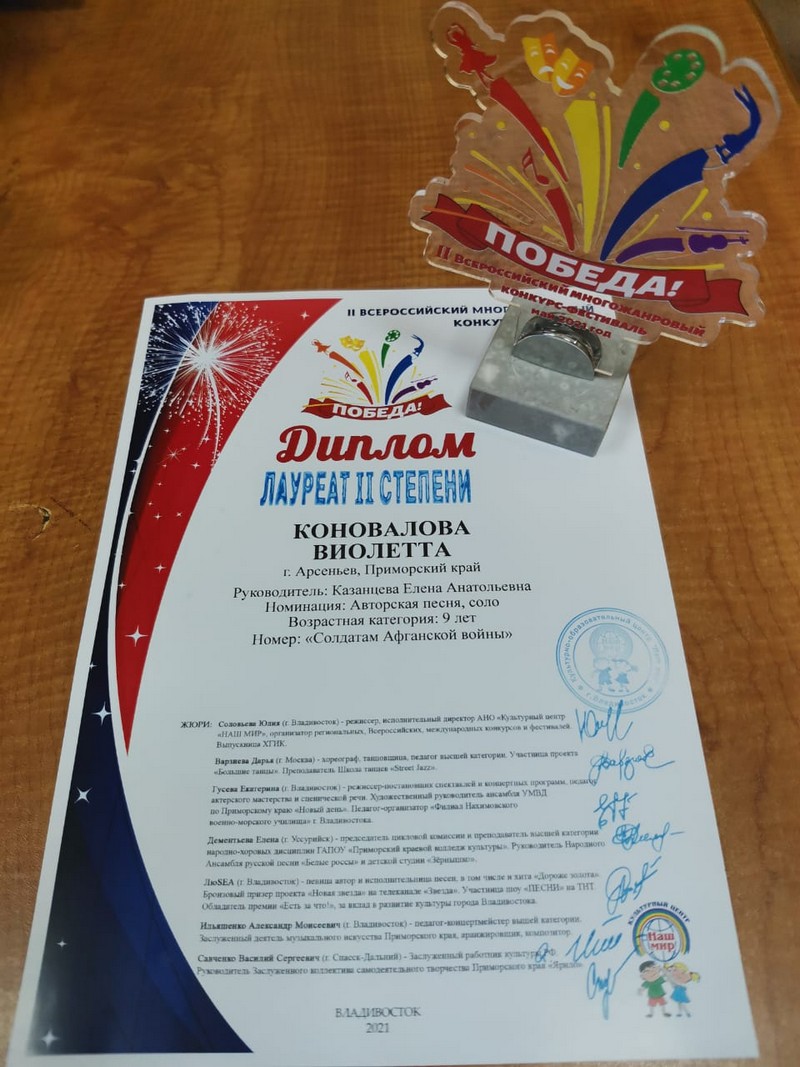 ПОБЕДА!
II ВСЕРОССИЙСКИЙ МНОГОЖАНРОВЫЙ
КОНКУРС-ФЕСТИВАЛЬ
МАЙ 2021 ГОД
II ВСЕРОССИЙСКИЙ
ПОБЕДА!
Диплом
ЛАУРЕАТ II СТЕПЕНИ
КОНОВАЛОВА
ВИОЛЕТТА
г. Арсеньев, Приморский край
Руководитель: Казанцева Елена Анатольевна
Номинация: Авторская песня, соло
Возрастная категория: 9 лет
Номер: «Солдатам Афганской войны»
ЖЮРИ: Соловьева Юлия (г. Владивосток) - режиссер, исполнительный директор АНО «Культурный центр
«НАШ МИР», организатор региональных, Всероссийских, международных конкурсов и фестивалей.
Выпускница ХГИК.
Варзиева Дарья (г. Москва) - хореограф, танцовщица, педагог высшей категории. Участница проекта
«Большие танцы». Преподаватель Школы танцев «Street Jazz».
Гусева Екатерина (г. Владивосток) - режиссер-постановщик спектаклей и концертных программ, педагог
актерского мастерства и сценической речи. Художественный руководитель ансамбля УМВД
по Приморскому краю «Новый день». Педагог-организатор «Филиал Нахимовского
военно-морского училища» г. Владивостока.
Дементьева Елена (г. Уссурийск) - председатель цикловой комиссии и преподаватель высшей категории
народно-хоровых дисциплин ГАПОУ «Приморский краевой колледж культуры». Руководитель Народного
Ансамбля русской песни «Белые россы» и детской студии «Зёрнышко».
ЛюSEA (г. Владивосток) - певица автор и исполнительница песен, в том числе и хита «Дороже золота».
Бронзовый призер проекта «Новая звезда» на телеканале «Звезда». Участница шоу «ПЕСНИ» на ТНТ.
Обладатель премии «Есть за что!», за вклад в развитие культуры города Владивостока.
Ильяшенко Александр Моисеевич (г. Владивосток) - педагог-концертмейстер высшей категории.
Заслуженный деятель музыкального искусства Приморского края, аранжировщик, композитор.
Савченко Василий Сергеевич (г. Спасск-Дальний) - Заслуженный работник культуры РФ.
Руководитель Заслуженного коллектива самодеятельного творчества Приморского края «Ярило»
КУЛЬТУРНЫЙ ЦЕНТР
Наш
мир
ВЛАДИВОСТОК
2021